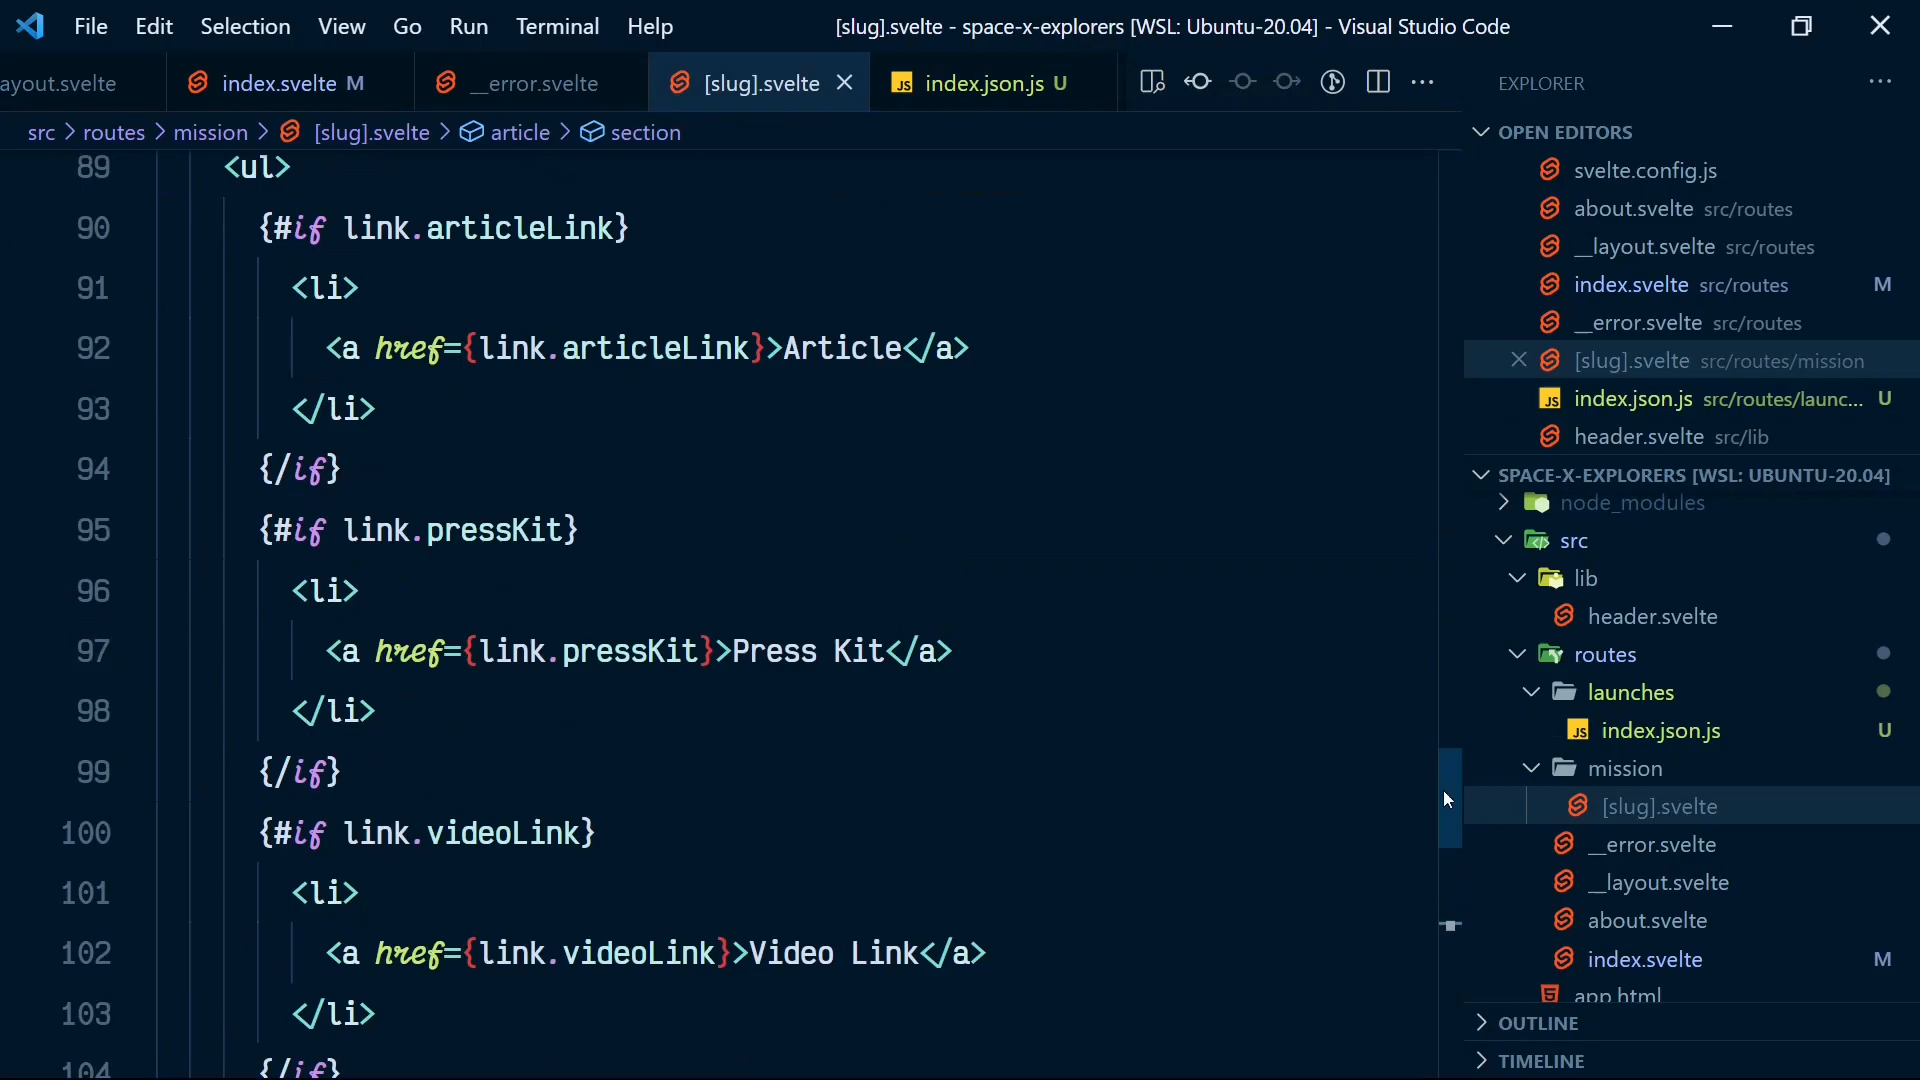 File Edit Selection View Go Run Terminal Help
[slug].svelte - space-x-explorers [WSL: Ubuntu-20.04] - Visual Studio Code
ayout.svelte
index.svelte M
__error.svelte
[slug].svelte
JS index.json.js U
src > routes > mission > [slug].svelte > article > section
89 <ul>
90 {#if link.articleLink}
91 <li>
92 <a href={link.articleLink}>Article</a>
93 </li>
94 {/if}
95 {#if link.pressKit}
96 <li>
97 <a href={link.pressKit}>Press Kit</a>
98 </li>
99 {/if}
100 {#if link.videoLink}
101 <li>
102 <a href={link.videoLink}>Video Link</a>
103 </li>
104 {/if}
EXPLORER
OPEN EDITORS
svelte.config.js
about.svelte src/routes
__layout.svelte src/routes
index.svelte src/routes M
__error.svelte src/routes
[slug].svelte src/routes/mission
JS index.json.js src/routes/launc... U
header.svelte src/lib
SPACE-X-EXPLORERS [WSL: UBUNTU-20.04]
node_modules
src
lib
header.svelte
routes
launches
JS index.json.js U
mission
[slug].svelte
__error.svelte
__layout.svelte
about.svelte
index.svelte M
app.html
OUTLINE
TIMELINE